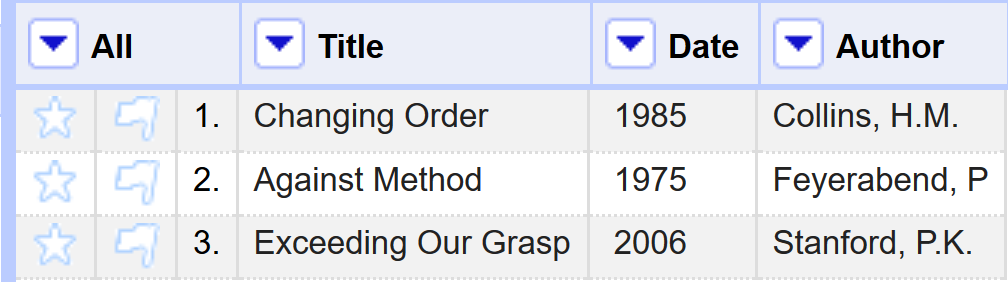 All Title Date Author
1. Changing Order 1985 Collins, H.M.
2. Against Method 1975 Feyerabend, P
3. Exceeding Our Grasp 2006 Stanford, P.K.